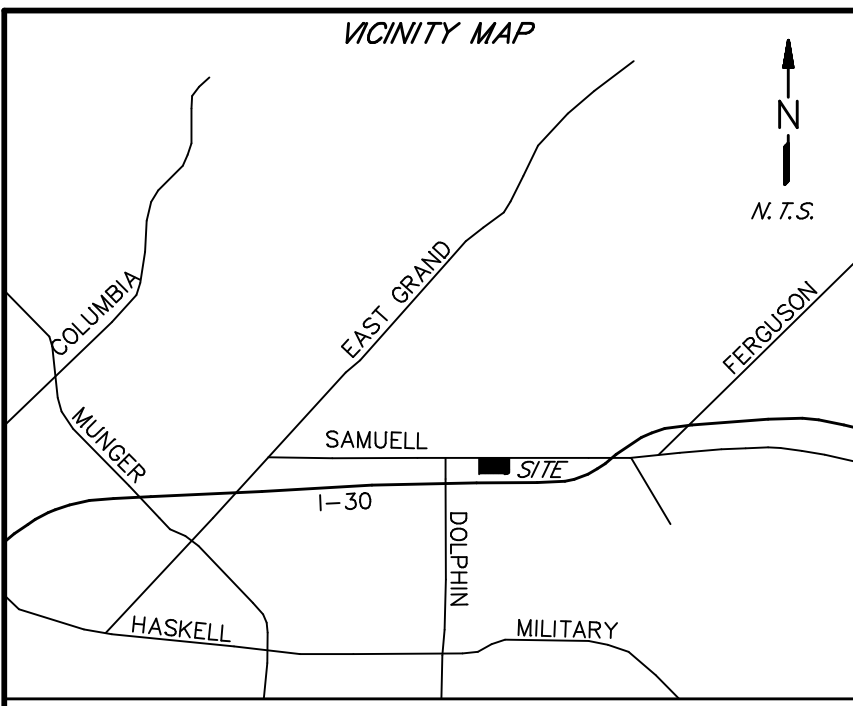 VICINITY MAP
N
N.T.S.
COLUMBIA
EAST GRAND
FERGUSON
MUNGER
SAMUELL
SITE
I-30
DOLPHIN
HASKELL
MILITARY